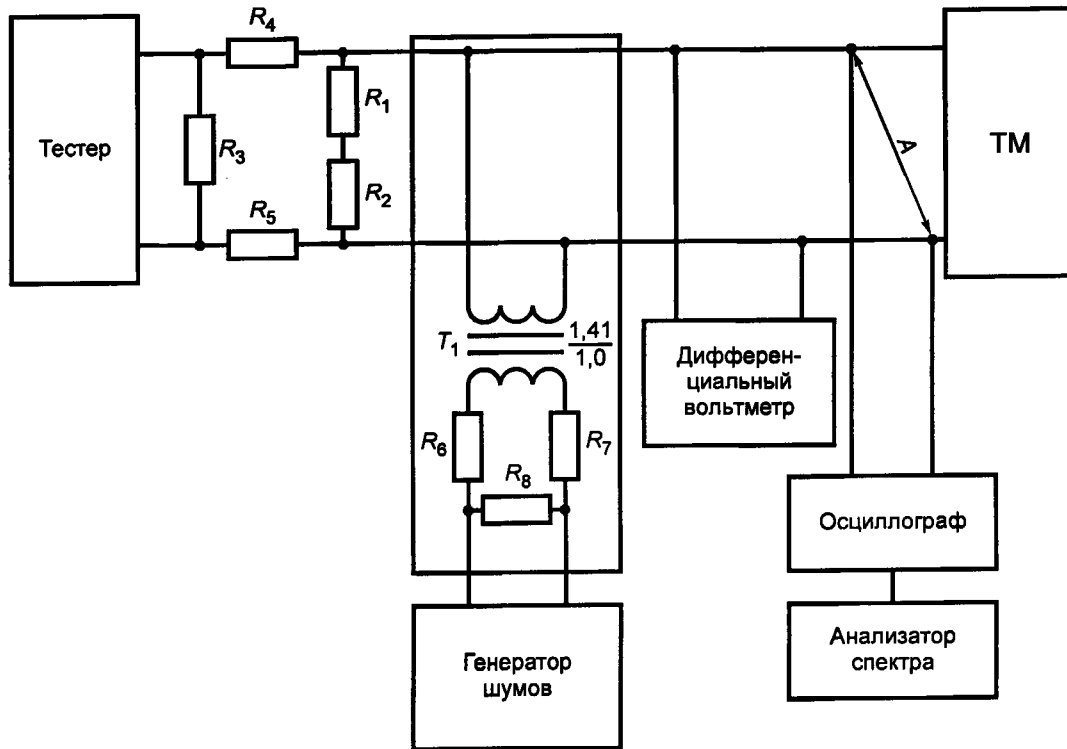 R4
R1
Тестер
R3
R2
R5
A
ТМ
T1
1,41
1,0
Дифферен-
циальный
вольтметр
R6
R7
R8
Осциллограф
Генератор
шумов
Анализатор
спектра